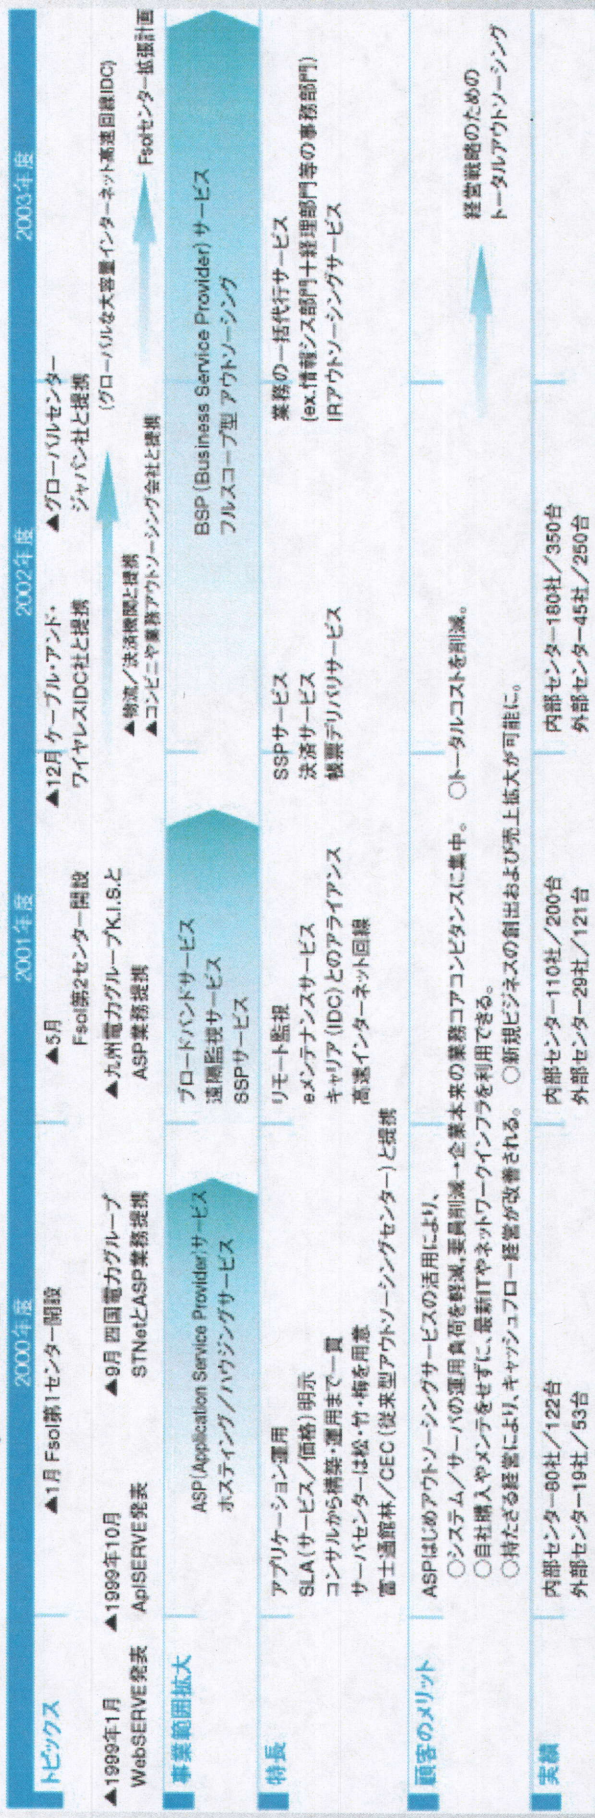 2000年度
2001年度
2002年度
2003年度
トピックス
▲1月 Fsol第1センター開設
▲5月
Fsol第2センター開設
▲12月 ケーブル・アンド・
ワイヤレスIDC社と提携
▲グローバルセンター
ジャパン社と提携
▲1999年1月
WebSERVE発表
▲1999年10月
AplSERVE発表
▲9月 四国電力グループ
STNetとASP業務提携
▲九州電力グループK.I.S.と
ASP業務提携
▲物流/決済機関と提携
▲コンビニや業務アウトソーシング会社と提携
(グローバルな大容量インターネット高速回線IDC)
Fsolセンター拡張計画
事業範囲拡大
ASP(Application Service Provider)サービス
ホスティング/ハウジングサービス
ブロードバンドサービス
遠隔監視サービス
SSPサービス
BSP(Business Service Provider)サービス
フルスコープ型 アウトソーシング
特長
アプリケーション運用
SLA(サービス/価格)明示
コンサルから構築・運用まで一貫
サーバセンターは松・竹・梅を用意
富士通館林/CEC(従来型アウトソーシングセンター)と提携
リモート監視
eメンテナンスサービス
キャリア(IDC)とのアライアンス
高速インターネット回線
SSPサービス
決済サービス
帳票デリバリサービス
業務の一括代行サービス
(ex.情報シス部門+経理部門等の事務部門)
IRアウトソーシングサービス
顧客のメリット
ASPはじめアウトソーシングサービスの活用により、
○システム/サーバの運用負荷を軽減、要員削減→企業本来の業務コアコンピタンスに集中。 ○トータルコストを削減。
○自社購入やメンテをせずに、最新ITやネットワークインフラを利用できる。
○持たざる経営により、キャッシュフロー経営が改善される。 ○新規ビジネスの創出および売上拡大が可能に。
経営戦略のための
トータルアウトソーシング
実績
内部センター80社/122台
外部センター19社/53台
内部センター110社/200台
外部センター29社/121台
内部センター180社/350台
外部センター45社/250台